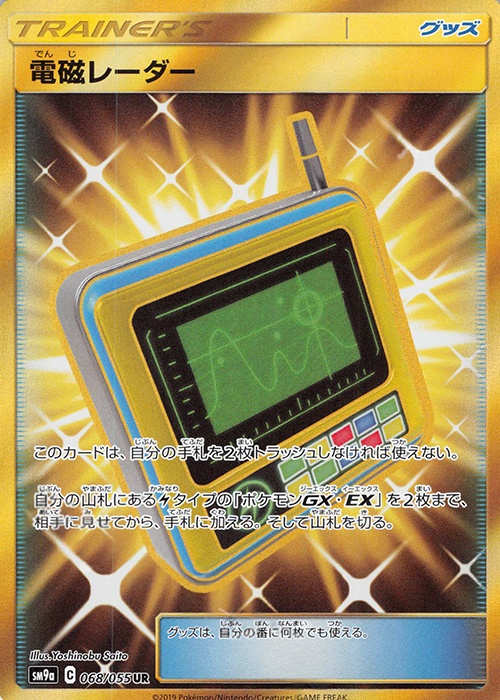 TRAINER'S グッズ
でんじ
電磁レーダー
このカードは、自分の手札を2枚トラッシュしなければ使えない。
自分の山札にあるタイプの「ポケモンGX・EX」を2枚まで、
相手に見せてから、手札に加える。そして山札を切る。
グッズは、自分の番に何枚でも使える。
Illus. Yoshinobu Saito
sm9a C 068/055 UR
©2019 Pokémon/Nintendo/Creatures/GAME FREAK.